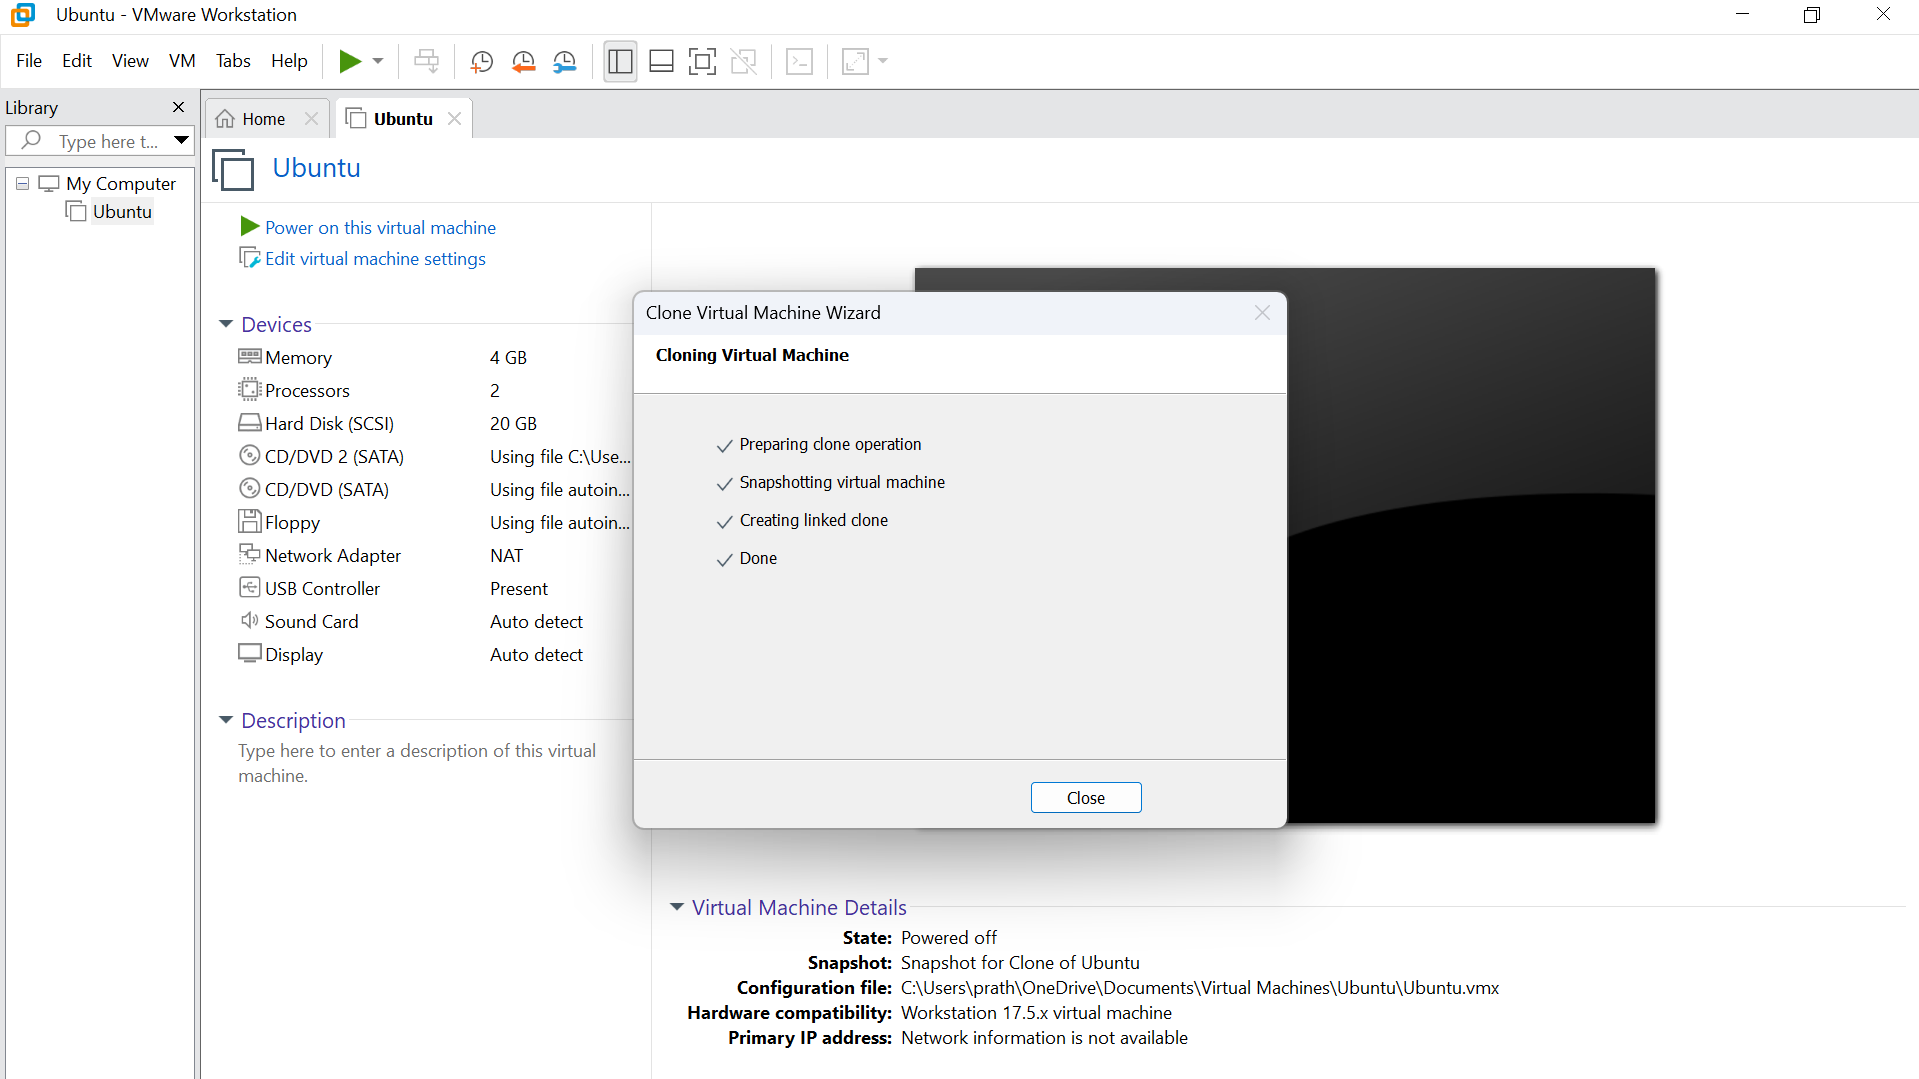 Ubuntu - VMware Workstation
File Edit View VM Tabs Help
Library
Type here t...
My Computer
Ubuntu
Home
Ubuntu
Ubuntu
Power on this virtual machine
Edit virtual machine settings
Devices
Memory 4 GB
Processors 2
Hard Disk (SCSI) 20 GB
CD/DVD 2 (SATA) Using file C:\Use...
CD/DVD (SATA) Using file autoin...
Floppy Using file autoin...
Network Adapter NAT
USB Controller Present
Sound Card Auto detect
Display Auto detect
Description
Type here to enter a description of this virtual
machine.
Clone Virtual Machine Wizard
Cloning Virtual Machine
Preparing clone operation
Snapshotting virtual machine
Creating linked clone
Done
Close
Virtual Machine Details
State: Powered off
Snapshot: Snapshot for Clone of Ubuntu
Configuration file: C:\Users\prath\OneDrive\Documents\Virtual Machines\Ubuntu\Ubuntu.vmx
Hardware compatibility: Workstation 17.5.x virtual machine
Primary IP address: Network information is not available